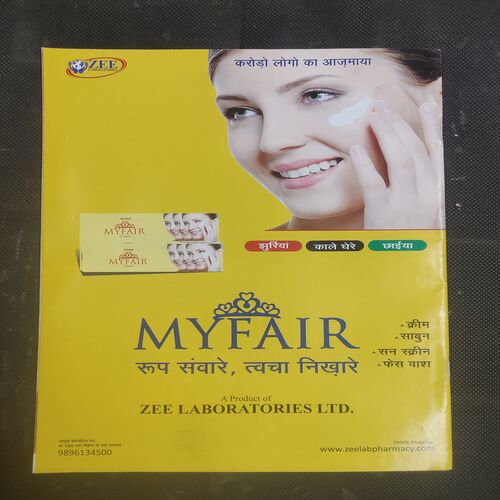 ZEE
LABORATORIES
करोड़ो लोगो का आज़माया
MYFAIR
MYFAIR
झुर्रियां काले घेरे छाईया
MYFAIR
रूप संवारे, त्वचा निख़ारे
क्रीम
साबुन
सन स्क्रीन
फेस वाश
A Product of
ZEE LABORATORIES LTD.
9896134500
Online Shopping
www.zeelabpharmacy.com